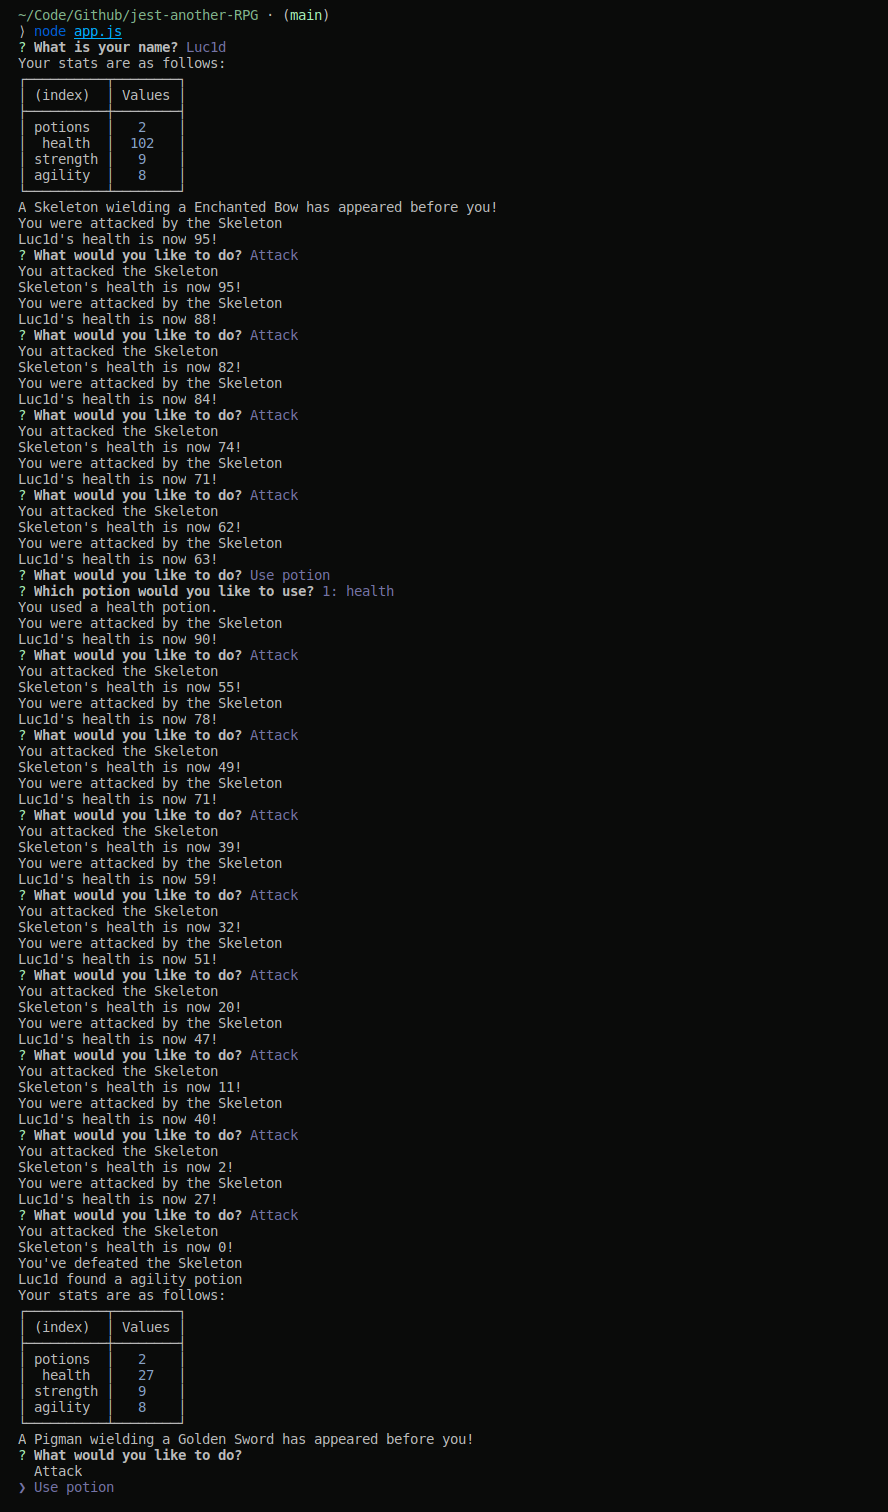 ~/Code/Github/jest-another-RPG · (main)
) node app.js
? What is your name? Luc1d
Your stats are as follows:
(index) Values
potions 2
health 102
strength 9
agility 8
A Skeleton wielding a Enchanted Bow has appeared before you!
You were attacked by the Skeleton
Luc1d's health is now 95!
? What would you like to do? Attack
You attacked the Skeleton
Skeleton's health is now 95!
You were attacked by the Skeleton
Luc1d's health is now 88!
? What would you like to do? Attack
You attacked the Skeleton
Skeleton's health is now 82!
You were attacked by the Skeleton
Luc1d's health is now 84!
? What would you like to do? Attack
You attacked the Skeleton
Skeleton's health is now 74!
You were attacked by the Skeleton
Luc1d's health is now 71!
? What would you like to do? Attack
You attacked the Skeleton
Skeleton's health is now 62!
You were attacked by the Skeleton
Luc1d's health is now 63!
? What would you like to do? Use potion
? Which potion would you like to use? 1: health
You used a health potion.
You were attacked by the Skeleton
Luc1d's health is now 90!
? What would you like to do? Attack
You attacked the Skeleton
Skeleton's health is now 55!
You were attacked by the Skeleton
Luc1d's health is now 78!
? What would you like to do? Attack
You attacked the Skeleton
Skeleton's health is now 49!
You were attacked by the Skeleton
Luc1d's health is now 71!
? What would you like to do? Attack
You attacked the Skeleton
Skeleton's health is now 39!
You were attacked by the Skeleton
Luc1d's health is now 59!
? What would you like to do? Attack
You attacked the Skeleton
Skeleton's health is now 32!
You were attacked by the Skeleton
Luc1d's health is now 51!
? What would you like to do? Attack
You attacked the Skeleton
Skeleton's health is now 20!
You were attacked by the Skeleton
Luc1d's health is now 47!
? What would you like to do? Attack
You attacked the Skeleton
Skeleton's health is now 11!
You were attacked by the Skeleton
Luc1d's health is now 40!
? What would you like to do? Attack
You attacked the Skeleton
Skeleton's health is now 2!
You were attacked by the Skeleton
Luc1d's health is now 27!
? What would you like to do? Attack
You attacked the Skeleton
Skeleton's health is now 0!
You've defeated the Skeleton
Luc1d found a agility potion
Your stats are as follows:
(index) Values
potions 2
health 27
strength 9
agility 8
A Pigman wielding a Golden Sword has appeared before you!
? What would you like to do?
Attack
❯ Use potion